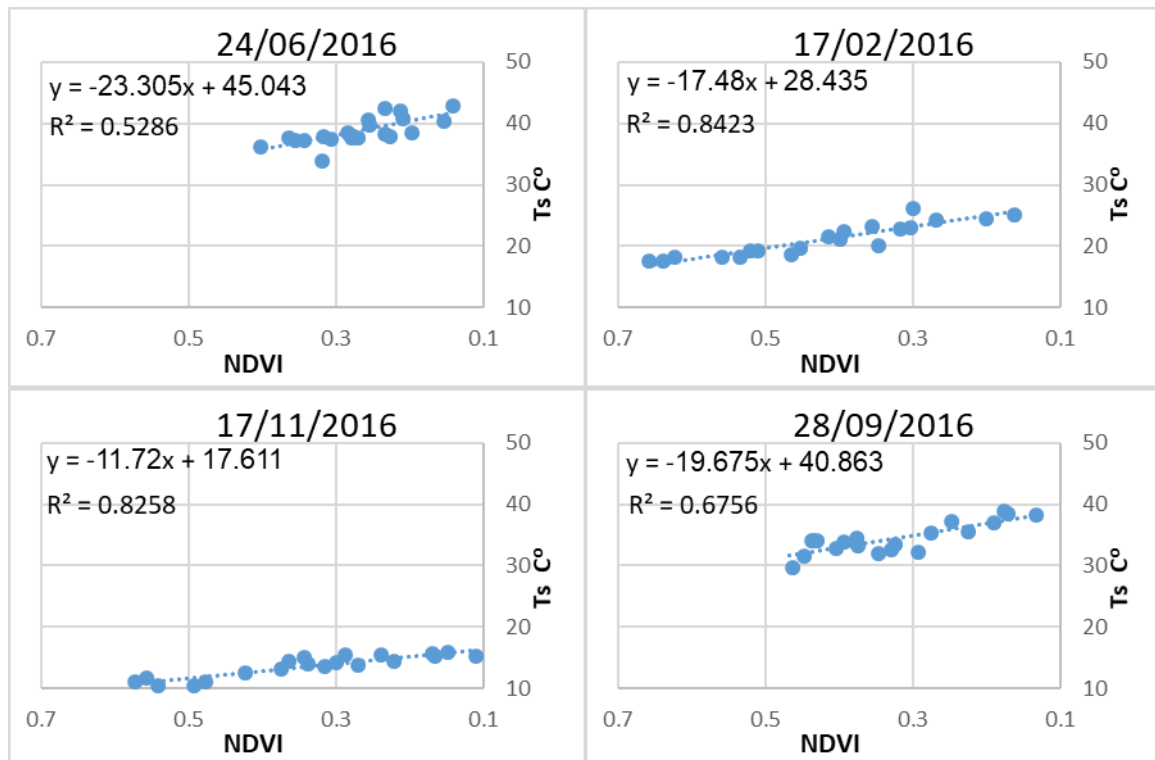 24/06/2016
y = -23.305x + 45.043
R² = 0.5286
50
40
30
20
10
Ts Cº
0.7
0.5
0.3
0.1
NDVI
17/02/2016
y = -17.48x + 28.435
R² = 0.8423
50
40
30
20
10
Ts Cº
0.7
0.5
0.3
0.1
NDVI
17/11/2016
y = -11.72x + 17.611
R² = 0.8258
50
40
30
20
10
Ts Cº
0.7
0.5
0.3
0.1
NDVI
28/09/2016
y = -19.675x + 40.863
R² = 0.6756
50
40
30
20
10
Ts Cº
0.7
0.5
0.3
0.1
NDVI